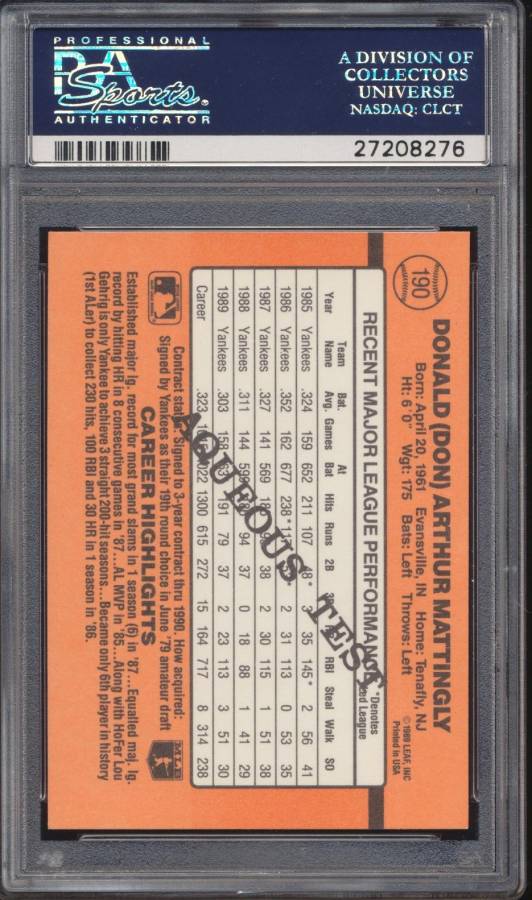 PROFESSIONAL
PSA
Sports
AUTHENTICATOR
A DIVISION OF
COLLECTORS
UNIVERSE
NASDAQ: CLCT
27208276
190
DONALD (DON) ARTHUR MATTINGLY
Born: April 20, 1961 Evansville, IN Home: Tenafly, NJ
Ht: 6'0" Wgt: 175 Bats: Left Throws: Left
© 1989 LEAF, INC
Printed in USA
RECENT MAJOR LEAGUE PERFORMANCE
*Denotes
League
Year Team Name Bat. Avg. Games At Bat Hits Runs 2B RBI Steal Walk SO
1985 Yankees .324 159 652 211 107 35 145* 2 56 41
1986 Yankees .352 162 677 238* 2 31 113 0 53 35
1987 Yankees .327 141 569 38 2 30 115 1 51 38
1988 Yankees .311 144 94 37 0 18 88 1 41 29
1989 Yankees .303 158 79 37 2 23 113 3 51 30
Career .323 1300 615 272 15 164 717 8 314 238
AQUEOUS TEST
Contract status: Signed to 3-year contract thru 1990. How acquired:
Signed by Yankees as their 19th round choice in June '79 amateur draft
CAREER HIGHLIGHTS
MLB
Established major lg. record for most grand slams in 1 season (6) in '87...Equalled maj. lg.
record by hitting HR in 8 consecutive games in '87...AL MVP in '85...Along with HoFer Lou
Gehrig is only Yankee to achieve 3 straight 200-hit seasons...Became only 6th player in history
(1st ALer) to collect 230 hits, 100 RBI and 30 HR in 1 season in '86.